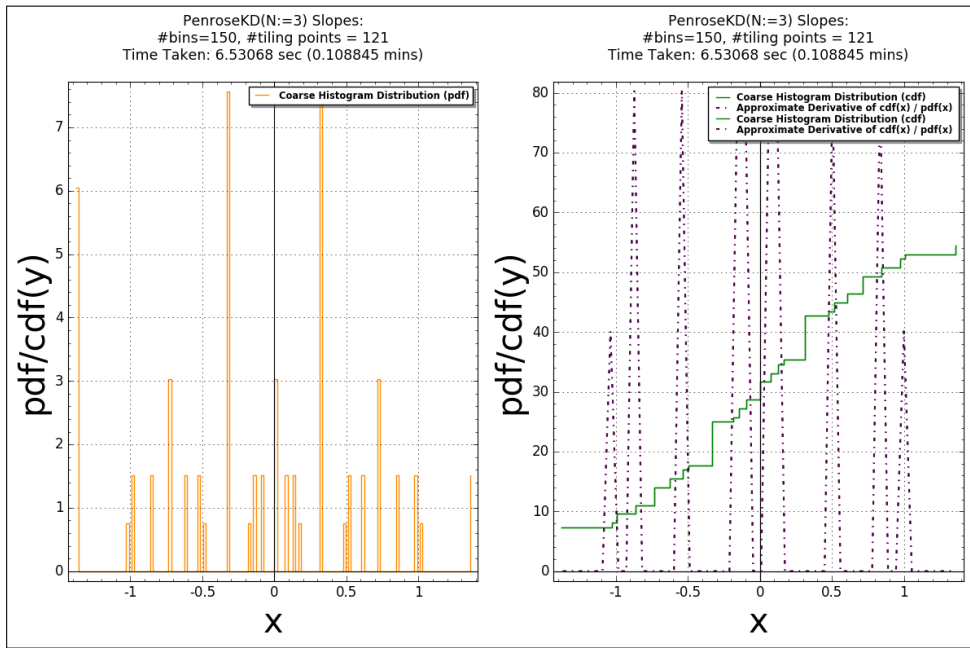 PenroseKD(N:=3) Slopes:
#bins=150, #tiling points = 121
Time Taken: 6.53068 sec (0.108845 mins)
Coarse Histogram Distribution (pdf)
pdf/cdf(y)
7
6
5
4
3
2
1
0
-1
-0.5
0
0.5
1
x
PenroseKD(N:=3) Slopes:
#bins=150, #tiling points = 121
Time Taken: 6.53068 sec (0.108845 mins)
Coarse Histogram Distribution (cdf)
Approximate Derivative of cdf(x) / pdf(x)
Coarse Histogram Distribution (cdf)
Approximate Derivative of cdf(x) / pdf(x)
pdf/cdf(y)
80
70
60
50
40
30
20
10
0
-1
-0.5
0
0.5
1
x